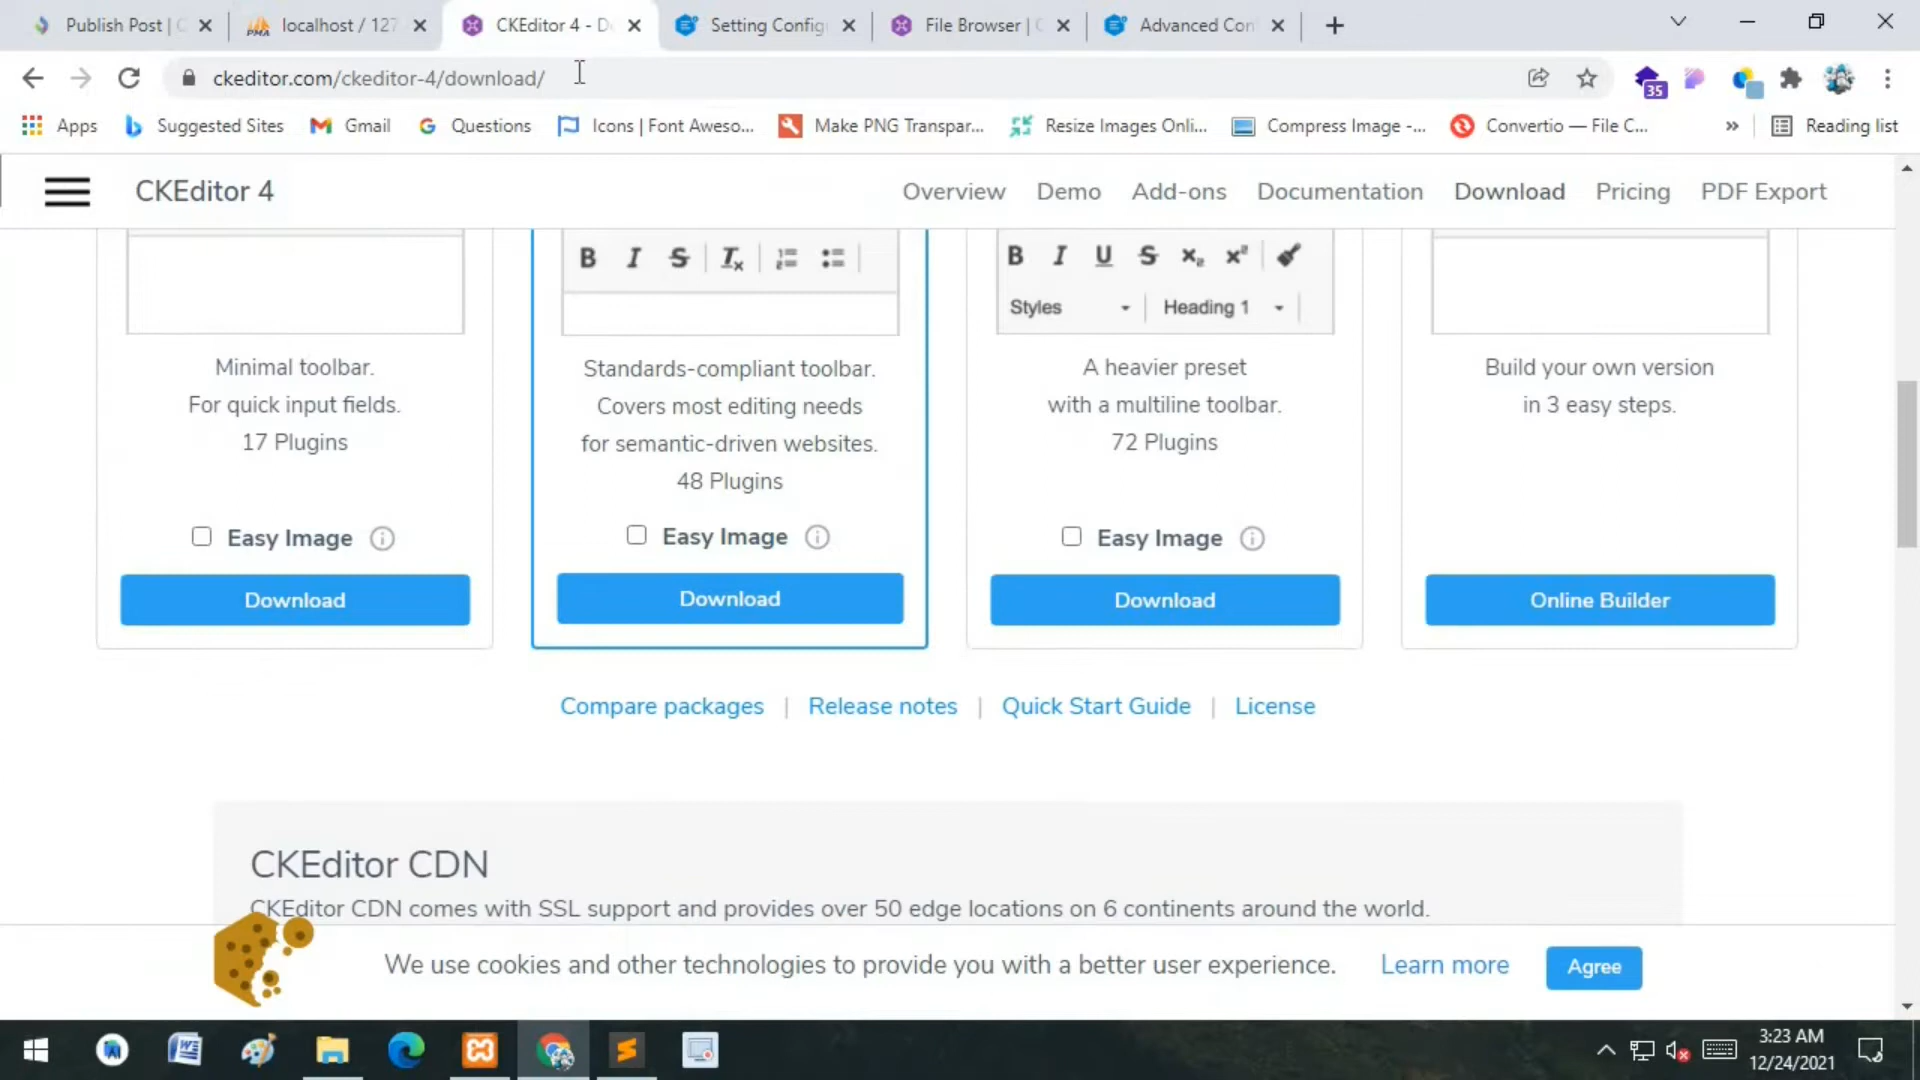 Publish Post | C
localhost / 127
CKEditor 4 - D
Setting Config
File Browser | C
Advanced Con
ckeditor.com/ckeditor-4/download/
35
Apps
Suggested Sites
Gmail
Questions
Icons | Font Aweso...
Make PNG Transpar...
Resize Images Onli...
Compress Image -...
Convertio — File C...
»
Reading list
CKEditor 4
Overview
Demo
Add-ons
Documentation
Download
Pricing
PDF Export
B I S Tx
B I U S x₂ x²
Styles
Heading 1
Minimal toolbar.
For quick input fields.
17 Plugins
Easy Image
Download
Standards-compliant toolbar.
Covers most editing needs
for semantic-driven websites.
48 Plugins
Easy Image
Download
A heavier preset
with a multiline toolbar.
72 Plugins
Easy Image
Download
Build your own version
in 3 easy steps.
Online Builder
Compare packages | Release notes | Quick Start Guide | License
CKEditor CDN
CKEditor CDN comes with SSL support and provides over 50 edge locations on 6 continents around the world.
We use cookies and other technologies to provide you with a better user experience.
Learn more
Agree
3:23 AM
12/24/2021